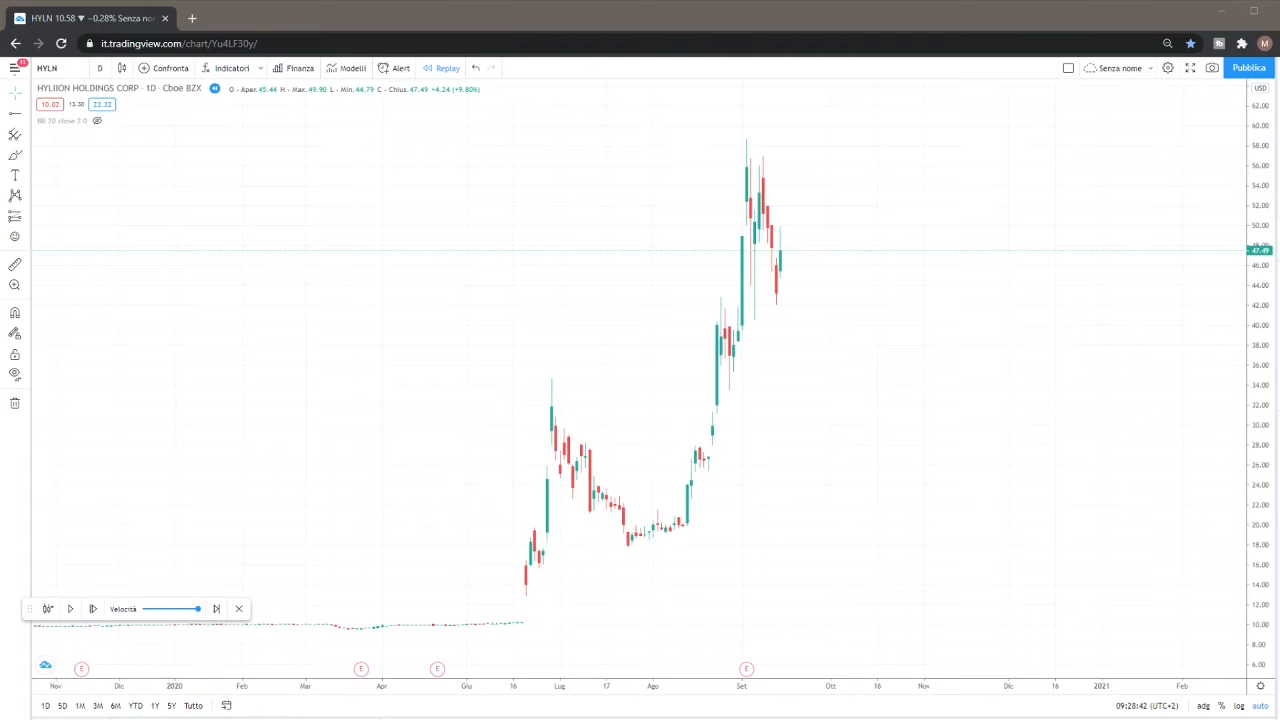 HYLN 10.58 ▼ −0.28% Senza no
it.tradingview.com/chart/Yu4LF30y/
M
11
HYLN D Confronta Indicatori Finanza Modelli Alert Replay Senza nome Pubblica
HYLIION HOLDINGS CORP · 1D · Cboe BZX O - Aper.45.44 H - Max.49.90 L - Min.44.79 C - Chius.47.49 +4.24 (+9.80%)
USD
10.02 13.30 23.32
BB 20 close 2 0
62.00
60.00
58.00
56.00
54.00
52.00
50.00
48.00
47.49
46.00
44.00
42.00
40.00
38.00
36.00
34.00
32.00
30.00
28.00
26.00
24.00
22.00
20.00
18.00
16.00
14.00
12.00
10.00
8.00
6.00
Velocità
E E E E
Nov Dic 2020 Feb Mar Apr Giu 16 Lug 17 Ago Set Ott 16 Nov Dic 16 2021 Feb
1D 5D 1M 3M 6M YTD 1Y 5Y Tutto 09:28:42 (UTC+2) adg % log auto